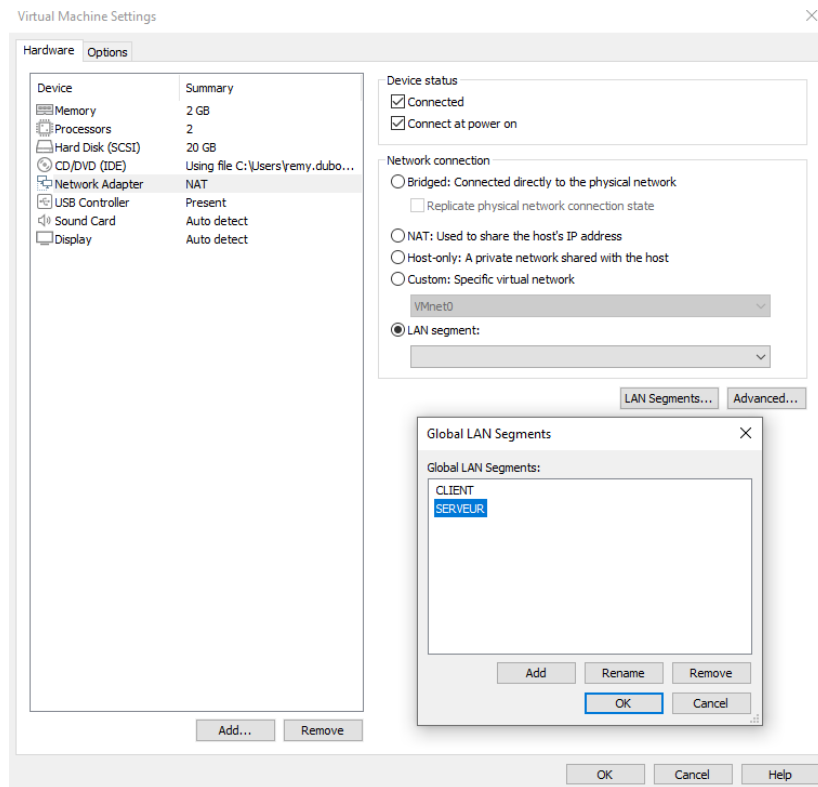 Virtual Machine Settings
Hardware Options
Device Summary
Memory 2 GB
Processors 2
Hard Disk (SCSI) 20 GB
CD/DVD (IDE) Using file C:\Users\remy.dubo...
Network Adapter NAT
USB Controller Present
Sound Card Auto detect
Display Auto detect
Add... Remove
Device status
Connected
Connect at power on
Network connection
Bridged: Connected directly to the physical network
Replicate physical network connection state
NAT: Used to share the host's IP address
Host-only: A private network shared with the host
Custom: Specific virtual network
VMnet0
LAN segment:
LAN Segments... Advanced...
Global LAN Segments
Global LAN Segments:
CLIENT
SERVEUR
Add Rename Remove
OK Cancel
OK Cancel Help